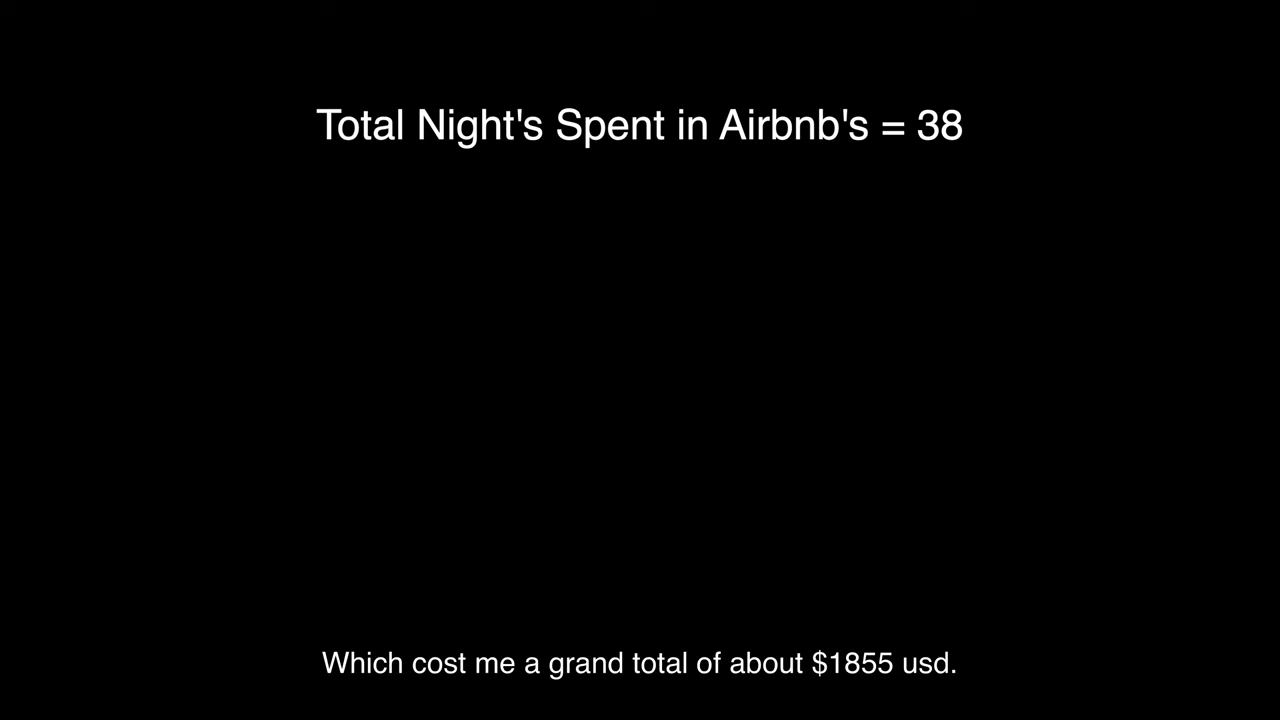 Total Night's Spent in Airbnb's = 38
Which cost me a grand total of about $1855 usd.